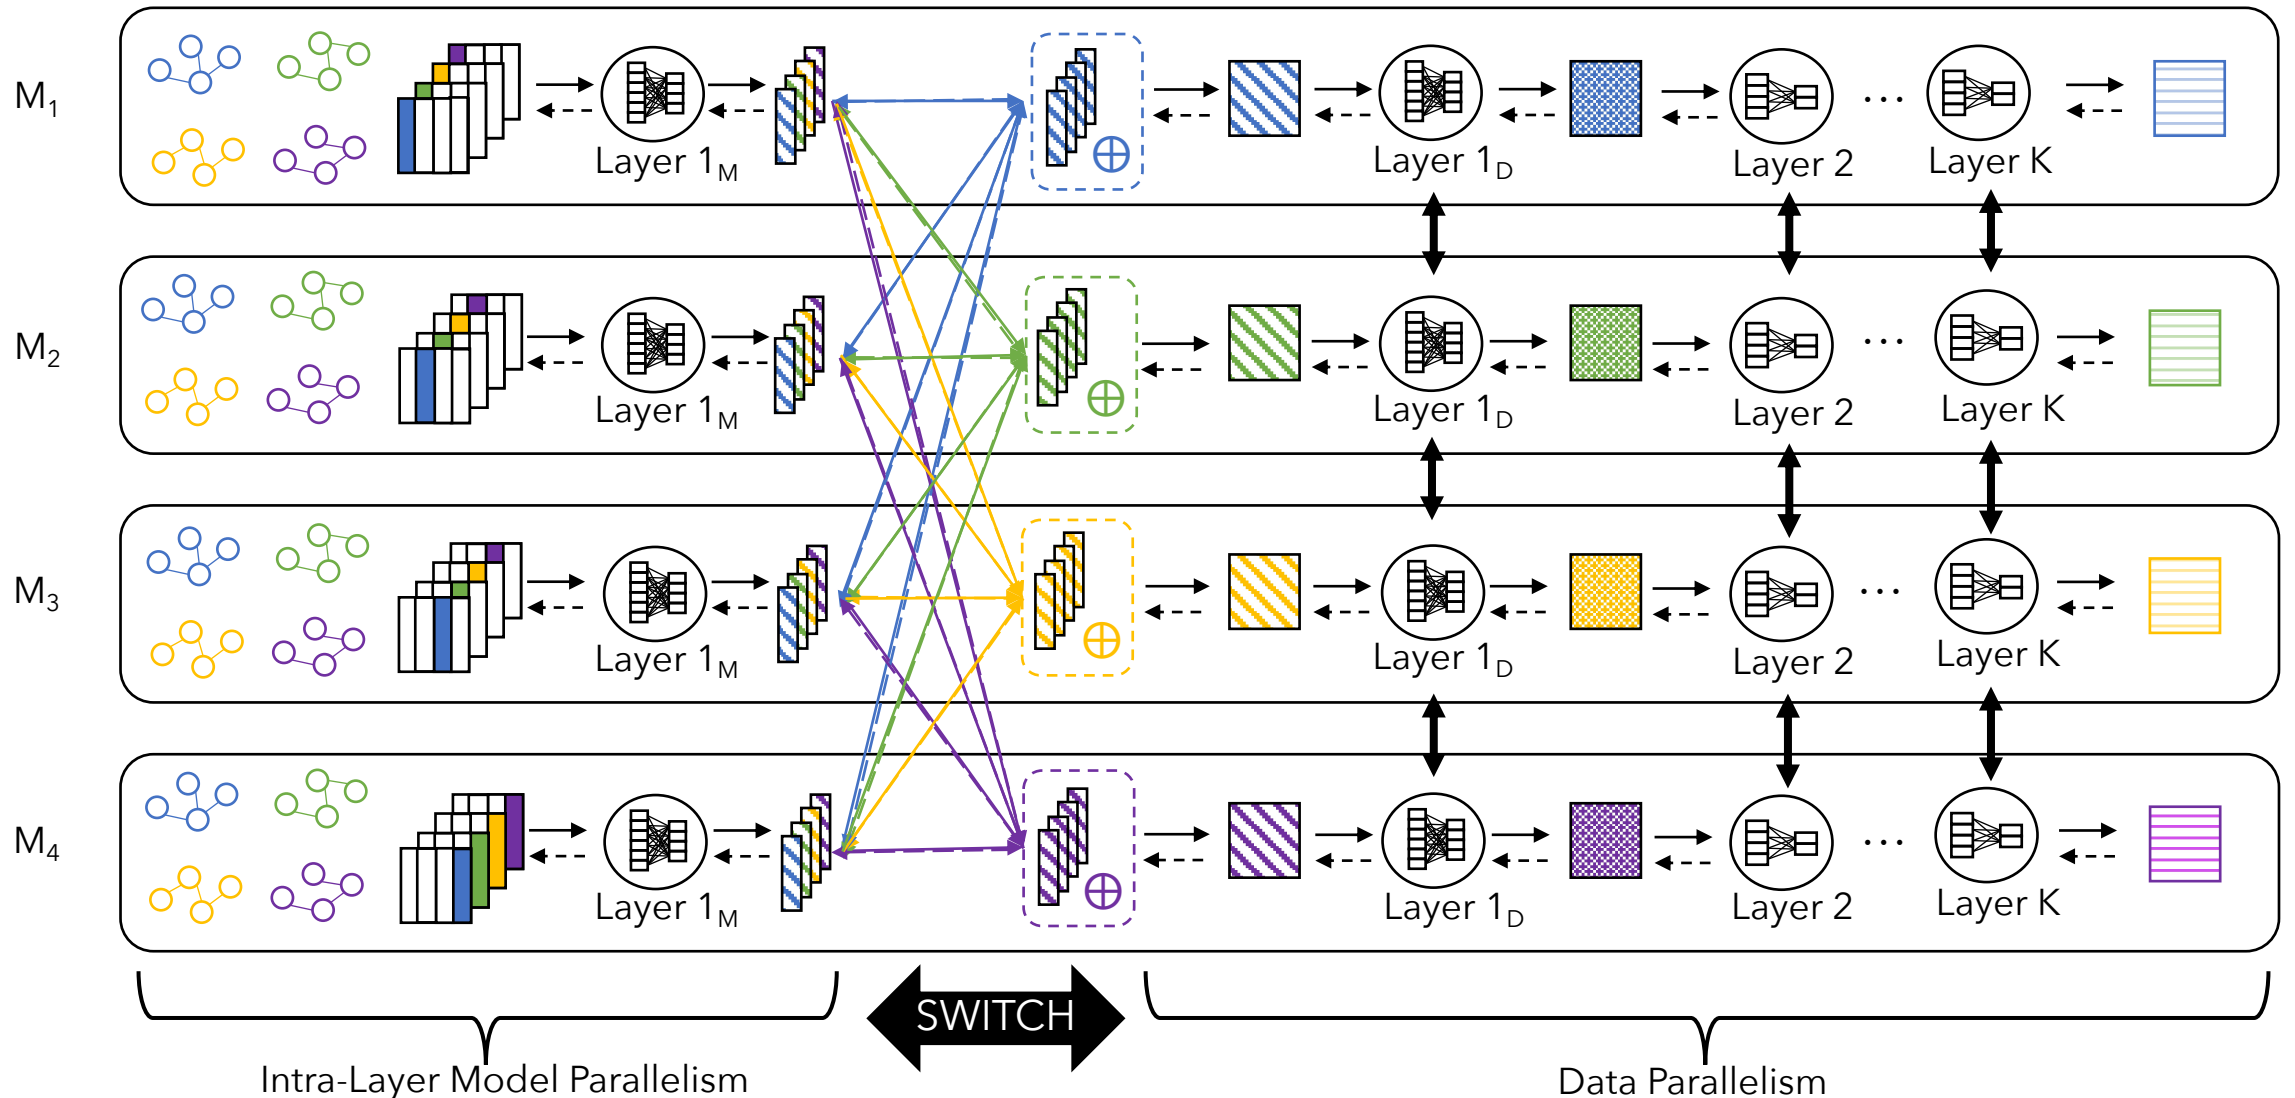 M1
Layer 1M
Layer 1D
Layer 2
...
Layer K
M2
Layer 1M
Layer 1D
Layer 2
...
Layer K
M3
Layer 1M
Layer 1D
Layer 2
...
Layer K
M4
Layer 1M
Layer 1D
Layer 2
...
Layer K
SWITCH
Intra-Layer Model Parallelism
Data Parallelism